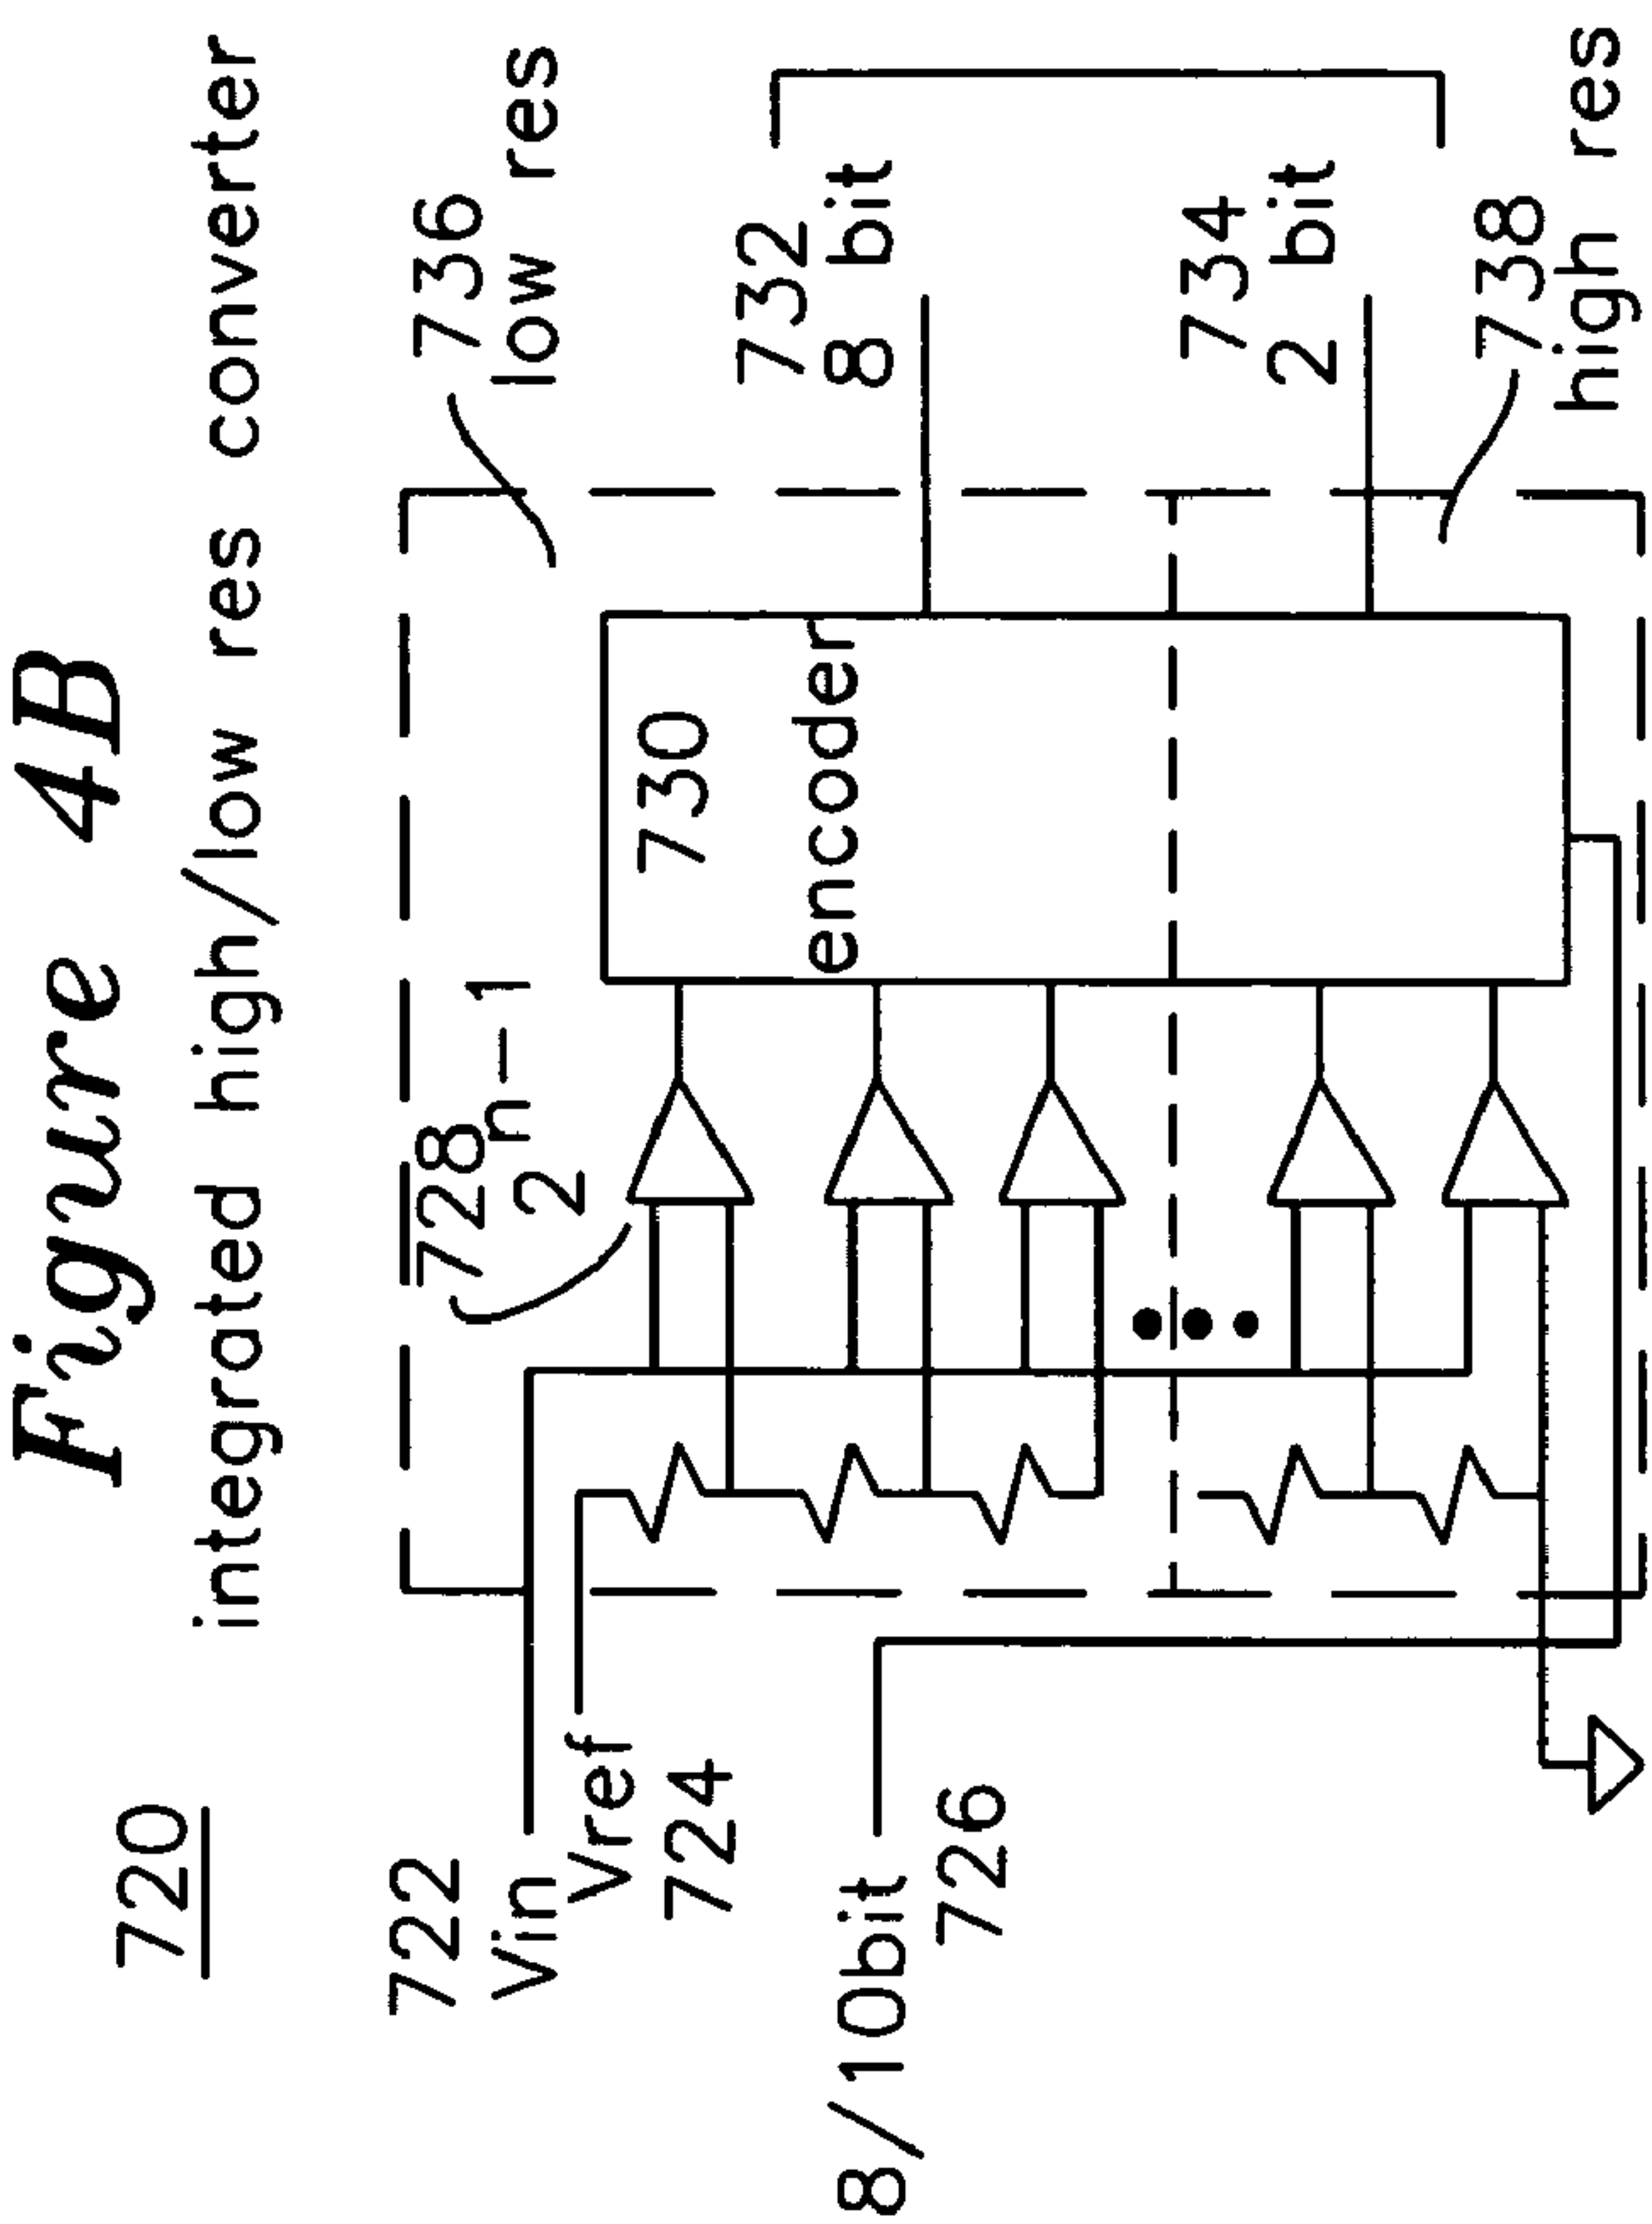 Figure 4B
720
integrated high/low res converter
722
Vin
Vref
724
8/10bit
726
728
2 n-1
730
encoder
736
low res
732
8 bit
734
2 bit
738
high res